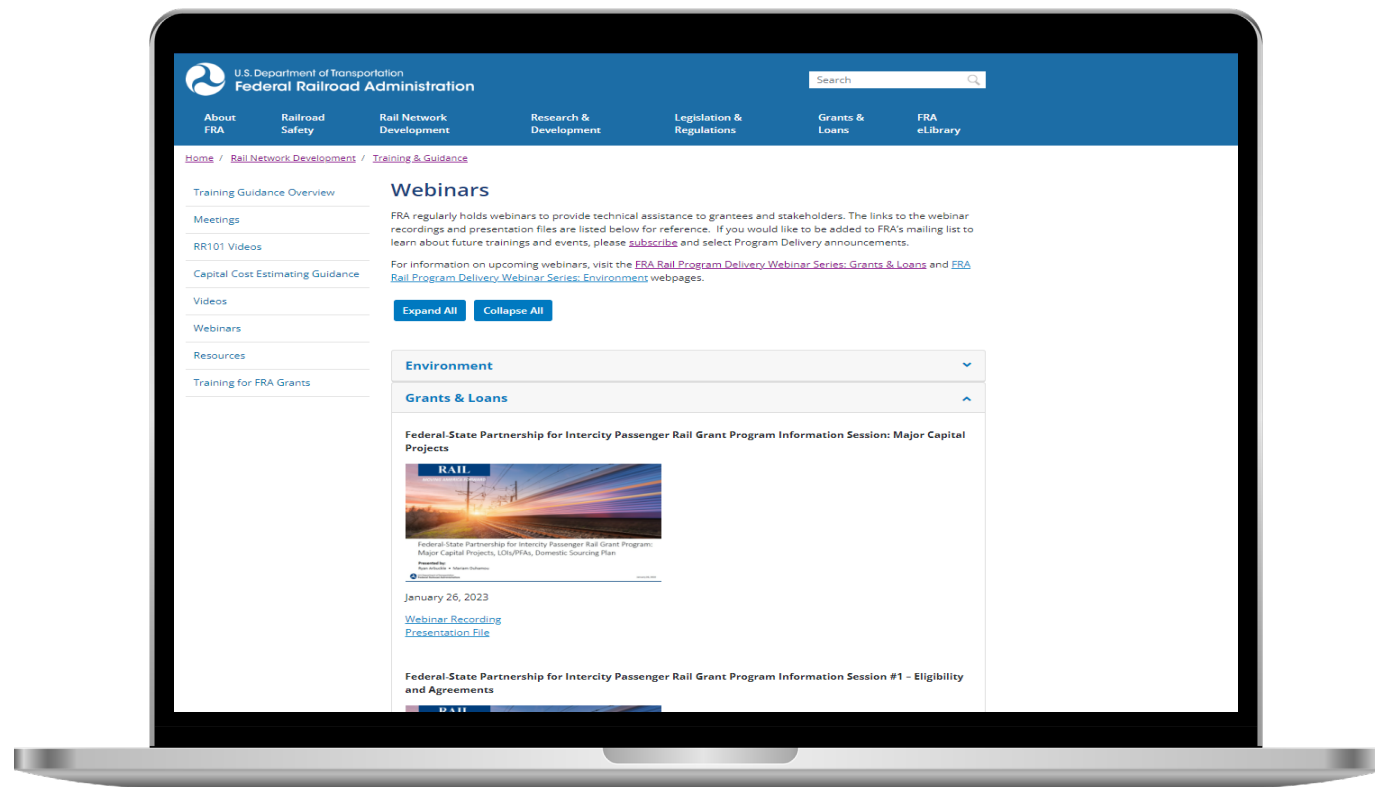 U.S. Department of Transportation
Federal Railroad Administration
Search
About
FRA
Railroad
Safety
Rail Network
Development
Research &
Development
Legislation &
Regulations
Grants &
Loans
FRA
eLibrary
Home / Rail Network Development / Training & Guidance
Training Guidance Overview
Meetings
RR101 Videos
Capital Cost Estimating Guidance
Videos
Webinars
Resources
Training for FRA Grants
Webinars
FRA regularly holds webinars to provide technical assistance to grantees and stakeholders. The links to the webinar
recordings and presentation files are listed below for reference. If you would like to be added to FRA's mailing list to
learn about future trainings and events, please subscribe and select Program Delivery announcements.
For information on upcoming webinars, visit the FRA Rail Program Delivery Webinar Series: Grants & Loans and FRA
Rail Program Delivery Webinar Series: Environment webpages.
Expand All
Collapse All
Environment
Grants & Loans
Federal-State Partnership for Intercity Passenger Rail Grant Program Information Session: Major Capital
Projects
RAIL
Federal-State Partnership for Intercity Passenger Rail Grant Program:
Major Capital Projects, LOIs/PFAs, Domestic Sourcing Plan
Presented by:
January 26, 2023
Webinar Recording
Presentation File
Federal-State Partnership for Intercity Passenger Rail Grant Program Information Session #1 – Eligibility
and Agreements
RAIL